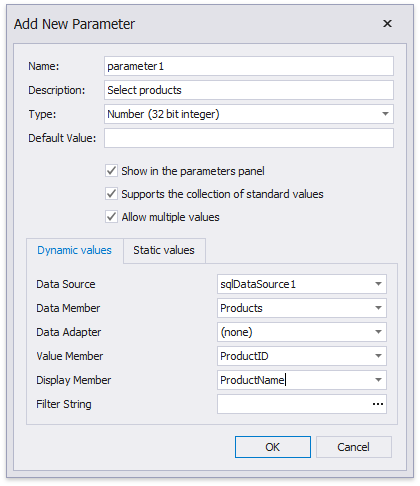 Add New Parameter
Name: parameter1
Description: Select products
Type: Number (32 bit integer)
Default Value:
Show in the parameters panel
Supports the collection of standard values
Allow multiple values
Dynamic values Static values
Data Source sqlDataSource1
Data Member Products
Data Adapter (none)
Value Member ProductID
Display Member ProductName
Filter String ...
OK Cancel